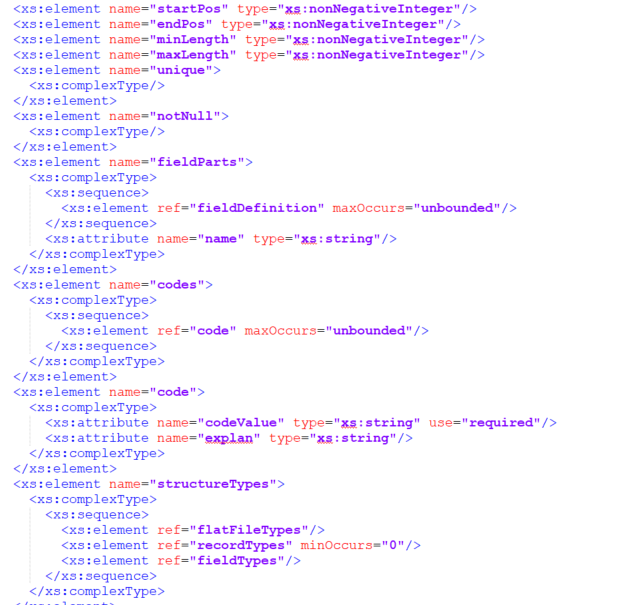 <xs:element name="startPos" type="xs:nonNegativeInteger"/>
<xs:element name="endPos" type="xs:nonNegativeInteger"/>
<xs:element name="minLength" type="xs:nonNegativeInteger"/>
<xs:element name="maxLength" type="xs:nonNegativeInteger"/>
<xs:element name="unique">
<xs:complexType/>
</xs:element>
<xs:element name="notNull">
<xs:complexType/>
</xs:element>
<xs:element name="fieldParts">
<xs:complexType>
<xs:sequence>
<xs:element ref="fieldDefinition" maxOccurs="unbounded"/>
</xs:sequence>
<xs:attribute name="name" type="xs:string"/>
</xs:complexType>
</xs:element>
<xs:element name="codes">
<xs:complexType>
<xs:sequence>
<xs:element ref="code" maxOccurs="unbounded"/>
</xs:sequence>
</xs:complexType>
</xs:element>
<xs:element name="code">
<xs:complexType>
<xs:attribute name="codeValue" type="xs:string" use="required"/>
<xs:attribute name="explan" type="xs:string"/>
</xs:complexType>
</xs:element>
<xs:element name="structureTypes">
<xs:complexType>
<xs:sequence>
<xs:element ref="flatFileTypes"/>
<xs:element ref="recordTypes" minOccurs="0"/>
<xs:element ref="fieldTypes"/>
</xs:sequence>
</xs:complexType>
</xs:element>